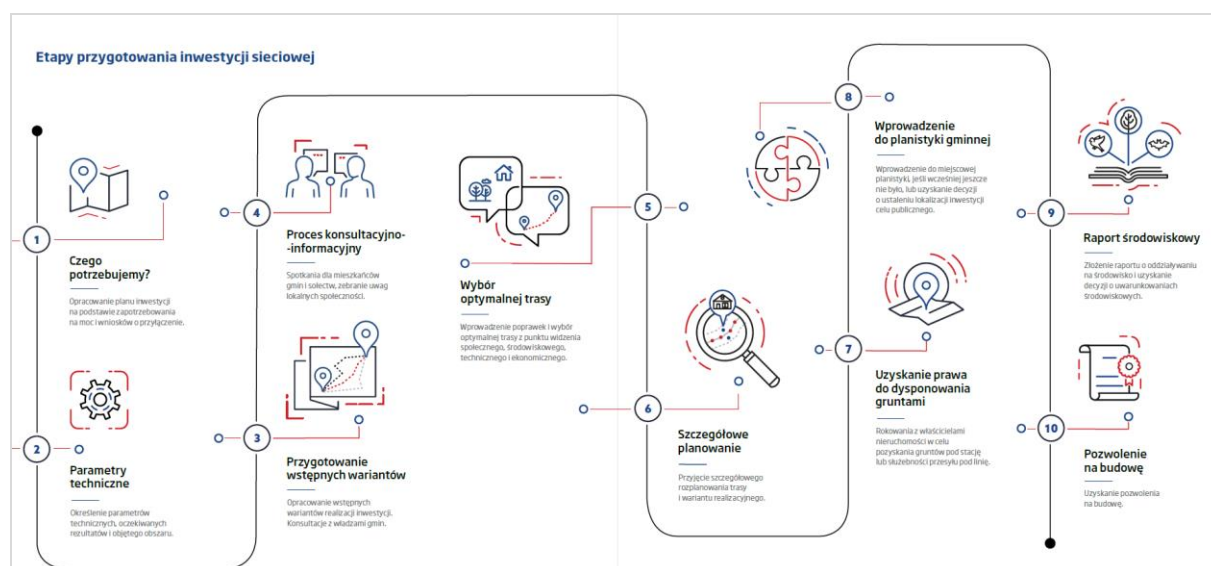 Etapy przygotowania inwestycji sieciowej
1
Czego
potrzebujemy?
Opracowanie planu inwestycji
na podstawie zapotrzebowania
na moc i wniosków o przyłączenie.
2
Parametry
techniczne
Określenie parametrów
technicznych, oczekiwanych
rezultatów i objętego obszaru.
3
Przygotowanie
wstępnych wariantów
Opracowanie wstępnych
wariantów realizacji inwestycji.
Konsultacje z władzami gmin.
4
Proces konsultacyjno-
-informacyjny
Spotkania dla mieszkańców
gmin i sołectw, zebranie uwag
lokalnych społeczności.
5
Wybór
optymalnej trasy
Wprowadzenie poprawek i wybór
optymalnej trasy z punktu widzenia
społecznego, środowiskowego,
technicznego i ekonomicznego.
6
Szczegółowe
planowanie
Przyjęcie szczegółowego
rozplanowania trasy
i wariantu realizacyjnego.
7
Uzyskanie prawa
do dysponowania
gruntami
Rokowania z właścicielami
nieruchomości w celu
pozyskania gruntów pod stację
lub służebności przesyłu pod linię.
8
Wprowadzenie
do planistyki gminnej
Wprowadzenie do miejscowej
planistyki, jeśli wcześniej jeszcze
nie było, lub uzyskanie decyzji
o ustaleniu lokalizacji inwestycji
celu publicznego.
9
Raport środowiskowy
Złożenie raportu o oddziaływaniu
na środowisko i uzyskanie
decyzji o uwarunkowaniach
środowiskowych.
10
Pozwolenie
na budowę
Uzyskanie pozwolenia
na budowę.